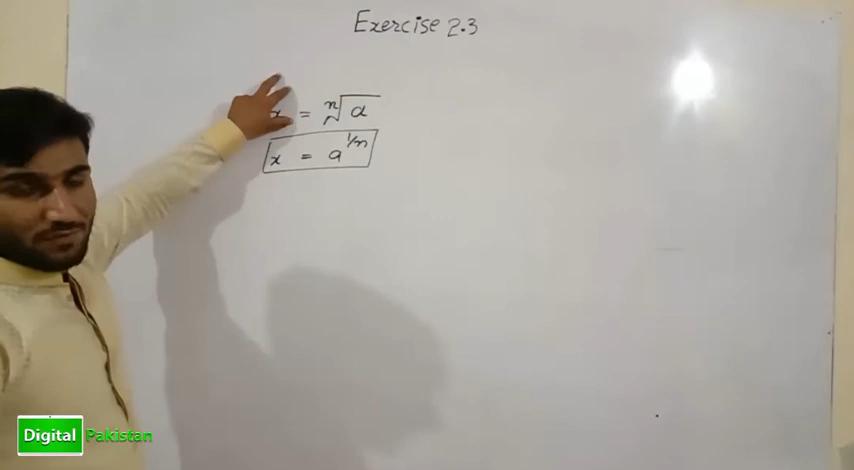 Exercise 2.3
x = ⁿ√a
x = a^1/n
Digital Pakistan